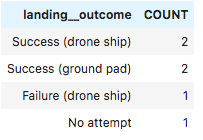 landing__outcome COUNT
Success (drone ship) 2
Success (ground pad) 2
Failure (drone ship) 1
No attempt 1